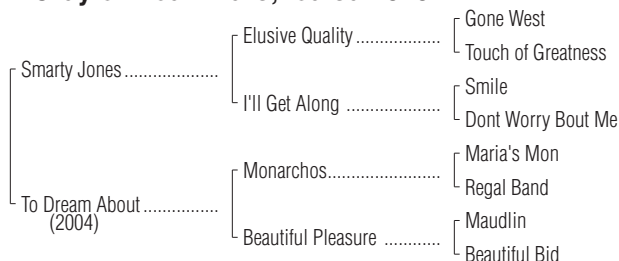 Gone West
Elusive Quality ..................
Touch of Greatness
Smarty Jones ....................
Smile
I'll Get Along ....................
Dont Worry Bout Me
Maria's Mon
Monarchos........................
Regal Band
To Dream About ................
(2004)
Maudlin
Beautiful Pleasure ............
Beautiful Bid